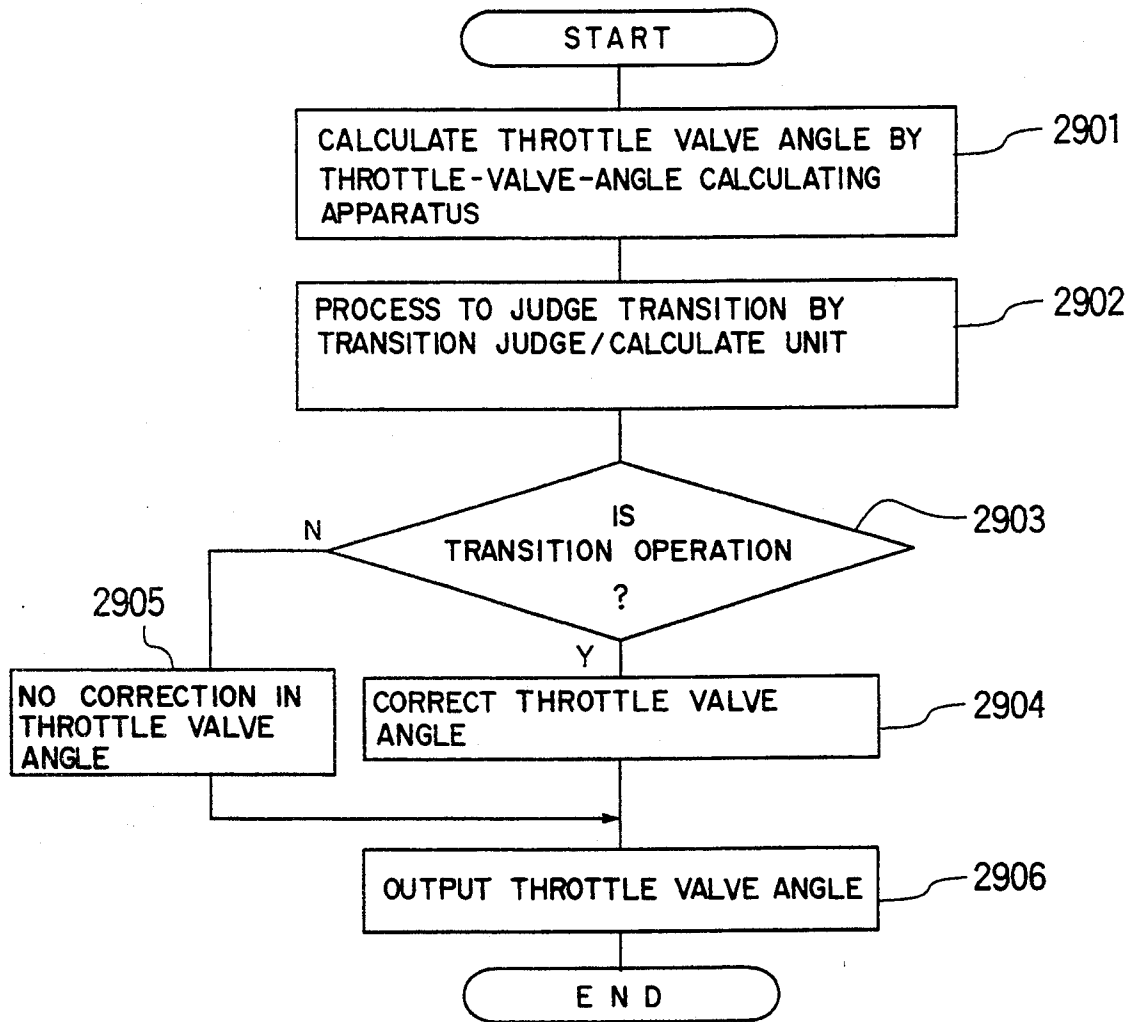 START
CALCULATE THROTTLE VALVE ANGLE BY
THROTTLE-VALVE-ANGLE CALCULATING
APPARATUS
2901
PROCESS TO JUDGE TRANSITION BY
TRANSITION JUDGE/CALCULATE UNIT
2902
IS
TRANSITION OPERATION
?
2903
N
Y
2905
NO CORRECTION IN
THROTTLE VALVE
ANGLE
CORRECT THROTTLE VALVE
ANGLE
2904
OUTPUT THROTTLE VALVE ANGLE
2906
END